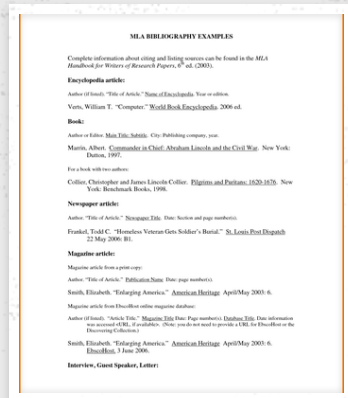 MLA BIBLIOGRAPHY EXAMPLES
Complete information about citing and listing sources can be found in the MLA
Handbook for Writers of Research Papers, 6th ed. (2003).
Encyclopedia article:
Author (if listed). "Title of Article." Name of Encyclopedia. Year or edition.
Verts, William T. "Computer." World Book Encyclopedia. 2006 ed.
Book:
Author or Editor. Main Title: Subtitle. City: Publishing company, year.
Marrin, Albert. Commander in Chief: Abraham Lincoln and the Civil War. New York:
Dutton, 1997.
For a book with two authors:
Collier, Christopher and James Lincoln Collier. Pilgrims and Puritans: 1620-1676. New
York: Benchmark Books, 1998.
Newspaper article:
Author. "Title of Article." Newspaper Title. Date: Section and page number(s).
Frankel, Todd C. "Homeless Veteran Gets Soldier's Burial." St. Louis Post Dispatch
22 May 2006: B1.
Magazine article:
Magazine article from a print copy:
Author. "Title of Article." Publication Name. Date: page number(s).
Smith, Elizabeth. "Enlarging America." American Heritage April/May 2003: 6.
Magazine article from EbscoHost online magazine database:
Author (if listed). "Article Title." Magazine Title Date: Page number(s). Database Title. Date information
was accessed <URL, if available>. (Note: you do not need to provide a URL for EbscoHost or the
Discovering Collection.)
Smith, Elizabeth. "Enlarging America." American Heritage April/May 2003: 6.
EbscoHost. 3 June 2006.
Interview, Guest Speaker, Letter: